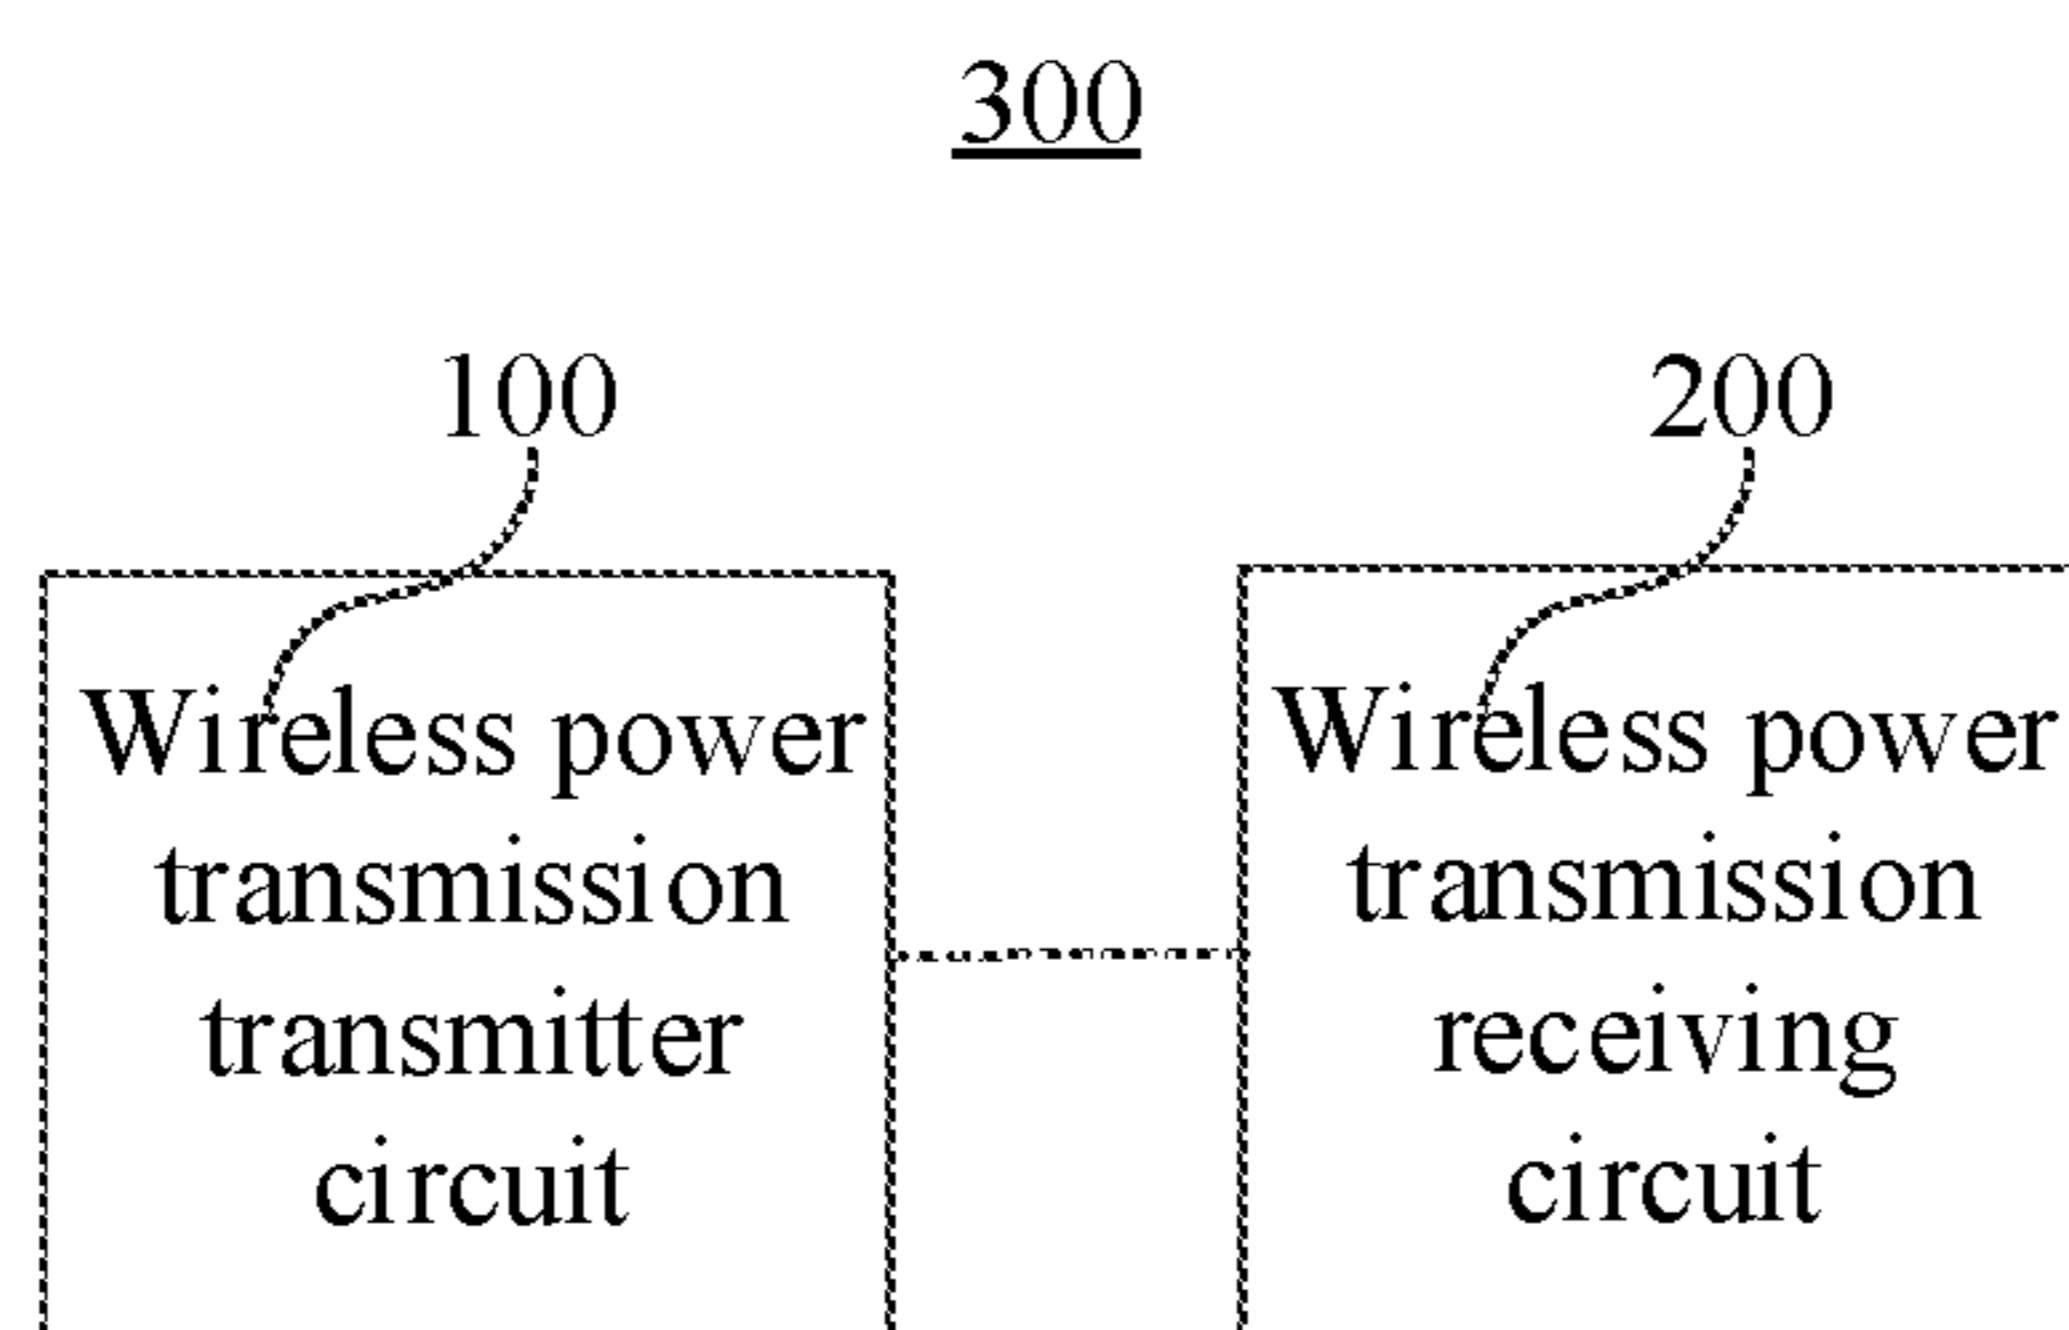 300
100
200
Wireless power
transmission
transmitter
circuit
Wireless power
transmission
receiving
circuit